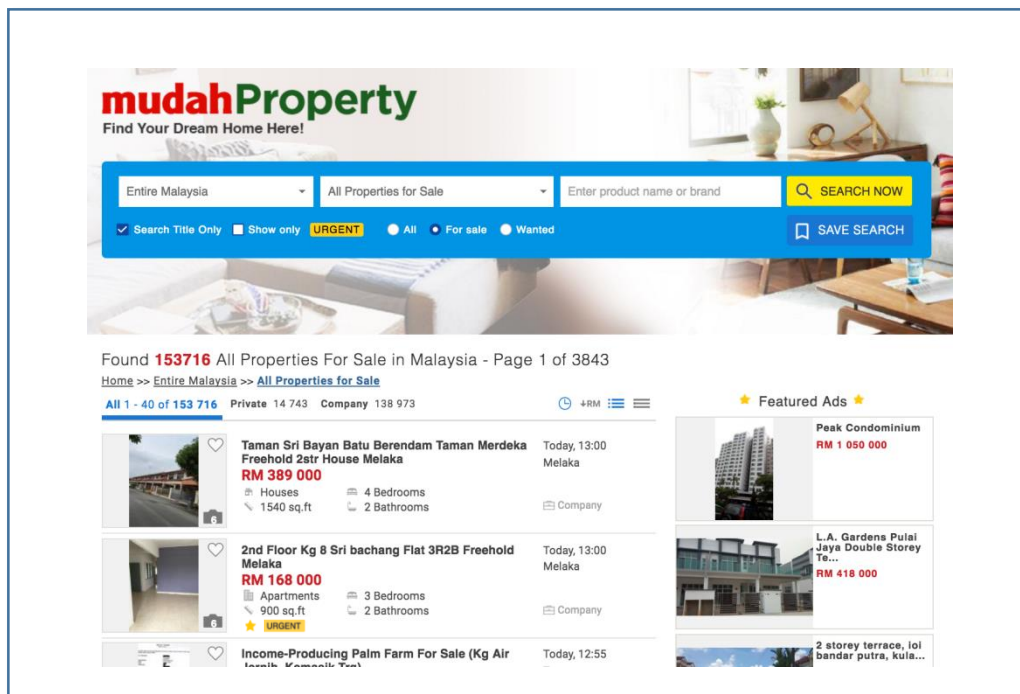 mudahProperty
Find Your Dream Home Here!
Entire Malaysia
All Properties for Sale
Enter product name or brand
SEARCH NOW
Search Title Only
Show only URGENT
All
For sale
Wanted
SAVE SEARCH
Found 153716 All Properties For Sale in Malaysia - Page 1 of 3843
Home >> Entire Malaysia >> All Properties for Sale
All 1 - 40 of 153 716 Private 14 743 Company 138 973
RM
Taman Sri Bayan Batu Berendam Taman Merdeka
Freehold 2str House Melaka
RM 389 000
Houses 4 Bedrooms
1540 sq.ft 2 Bathrooms
6
Today, 13:00
Melaka
Company
2nd Floor Kg 8 Sri bachang Flat 3R2B Freehold
Melaka
RM 168 000
Apartments 3 Bedrooms
900 sq.ft 2 Bathrooms
URGENT
6
Today, 13:00
Melaka
Company
Income-Producing Palm Farm For Sale (Kg Air
Today, 12:55
Featured Ads
Peak Condominium
RM 1 050 000
L.A. Gardens Pulai
Jaya Double Storey
Te...
RM 418 000
2 storey terrace, ioi
bandar putra, kula...